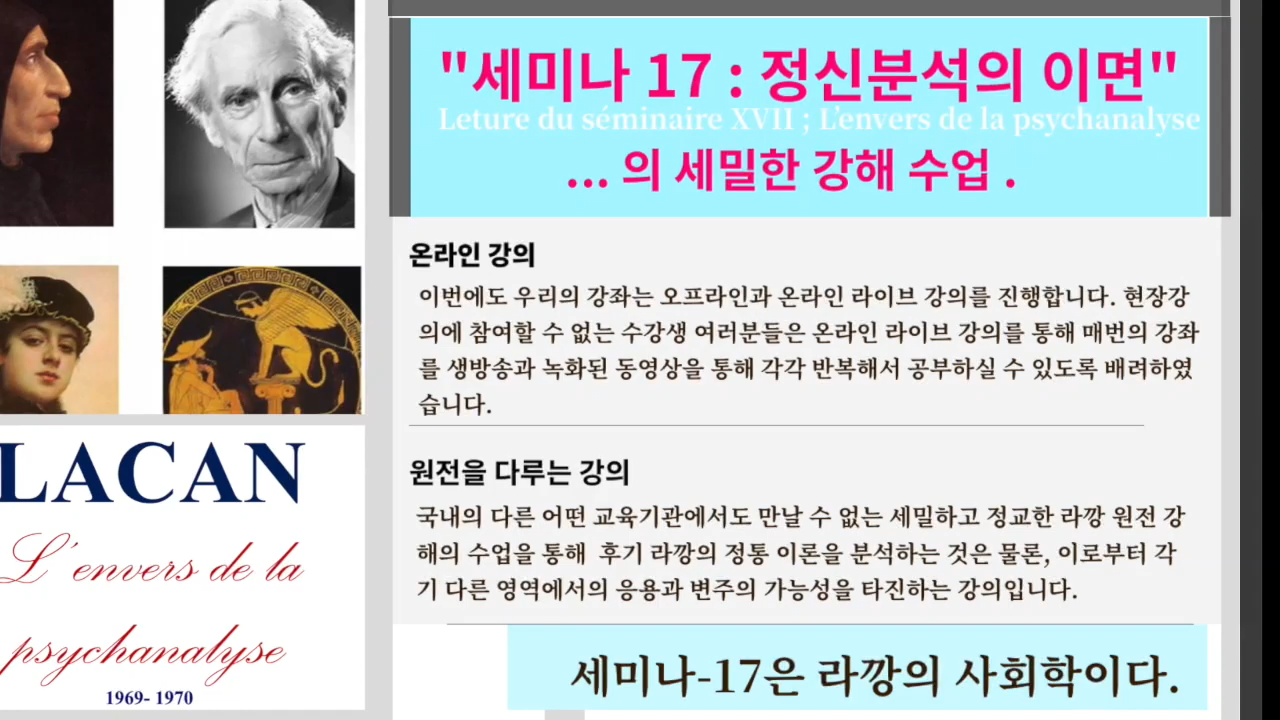 "세미나 17 : 정신분석의 이면"
Leture du séminaire XVII ; L'envers de la psychanalyse
... 의 세밀한 강해 수업 .
온라인 강의
이번에도 우리의 강좌는 오프라인과 온라인 라이브 강의를 진행합니다. 현장강
의에 참여할 수 없는 수강생 여러분들은 온라인 라이브 강의를 통해 매번의 강좌
를 생방송과 녹화된 동영상을 통해 각각 반복해서 공부하실 수 있도록 배려하였
습니다.
원전을 다루는 강의
국내의 다른 어떤 교육기관에서도 만날 수 없는 세밀하고 정교한 라깡 원전 강
해의 수업을 통해 후기 라깡의 정통 이론을 분석하는 것은 물론, 이로부터 각
기 다른 영역에서의 응용과 변주의 가능성을 타진하는 강의입니다.
세미나-17은 라깡의 사회학이다.
LACAN
L'envers de la
psychanalyse
1969- 1970